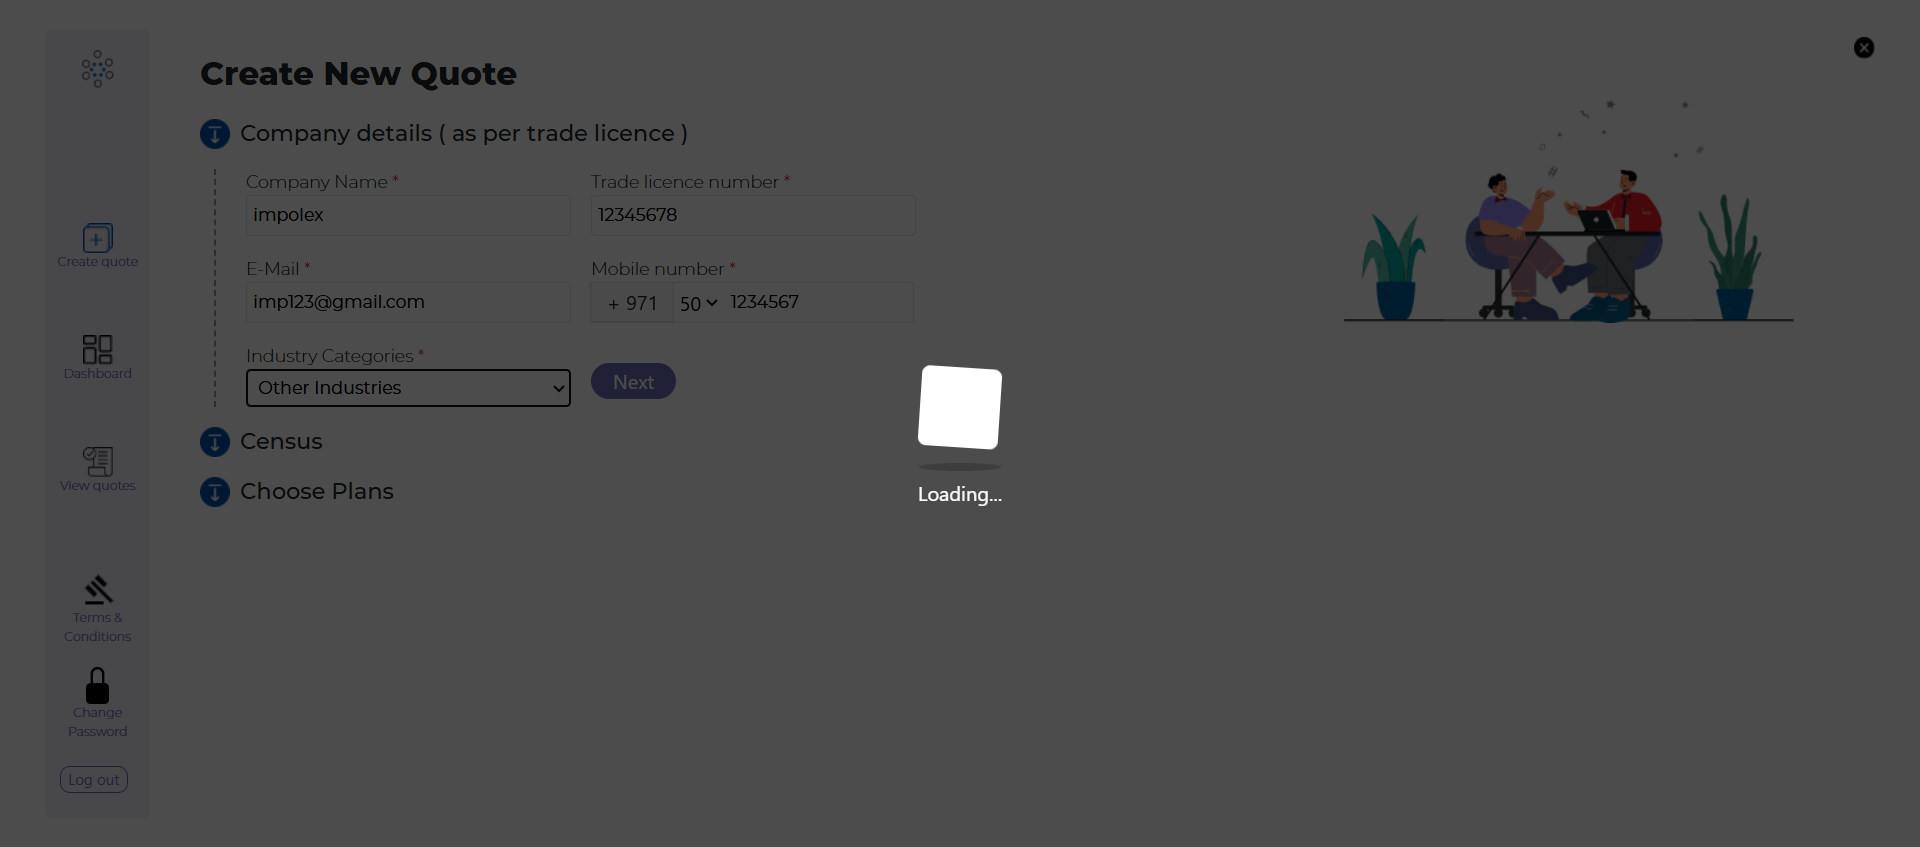 Create New Quote
Company details ( as per trade licence )
Company Name *
Trade licence number *
impolex
12345678
E-Mail *
Mobile number *
imp123@gmail.com
+ 971
50
1234567
Industry Categories *
Other Industries
Next
Census
Choose Plans
Loading...
Create quote
Dashboard
View quotes
Terms &
Conditions
Change
Password
Log out